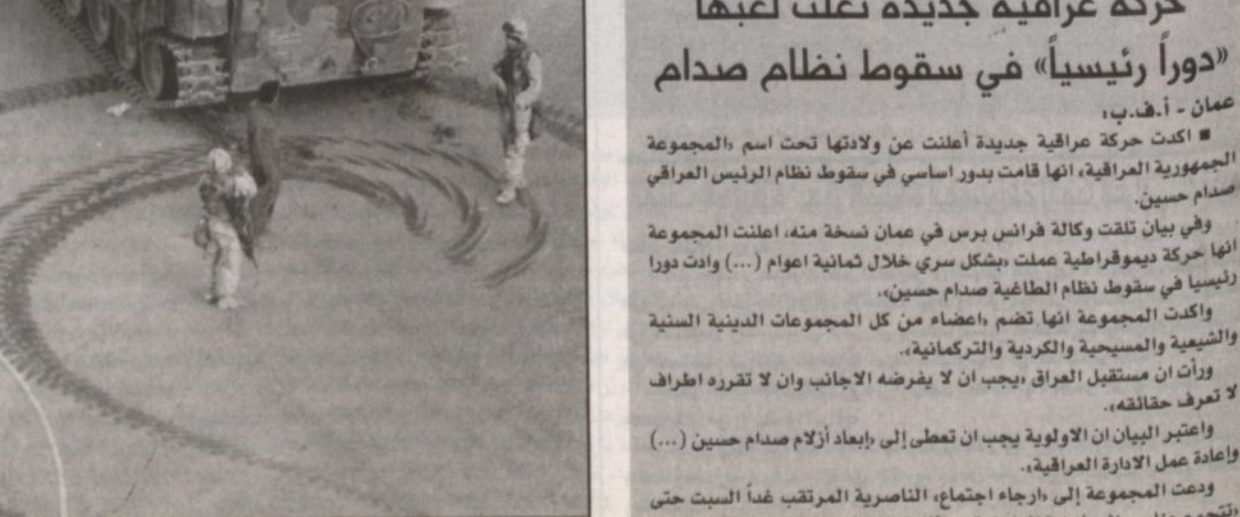 حركة عراقية جديدة تعلن لعبها
«دوراً رئيسياً» في سقوط نظام صدام
عمان - أ.ف.ب:
■ اكدت حركة عراقية جديدة أعلنت عن ولادتها تحت اسم «المجموعة
الجمهورية العراقية» انها قامت بدور اساسي في سقوط نظام الرئيس العراقي
صدام حسين.
وفي بيان تلقت وكالة فرانس برس في عمان نسخة منه، اعلنت المجموعة
انها حركة ديموقراطية عملت «بشكل سري خلال ثمانية اعوام (...) وادت دورا
رئيسيا في سقوط نظام الطاغية صدام حسين».
واكدت المجموعة انها تضم «اعضاء من كل المجموعات الدينية السنية
والشيعية والمسيحية والكردية والتركمانية».
ورأت ان مستقبل العراق «يجب ان لا يفرضه الاجانب وان لا تقرره اطراف
لا تعرف حقائقه».
واعتبر البيان ان الاولوية يجب ان تعطى إلى «إبعاد أزلام صدام حسين (...)
وإعادة عمل الادارة العراقية».
ودعت المجموعة إلى «ارجاء اجتماع» الناصرية المرتقب غداً السبت حتى